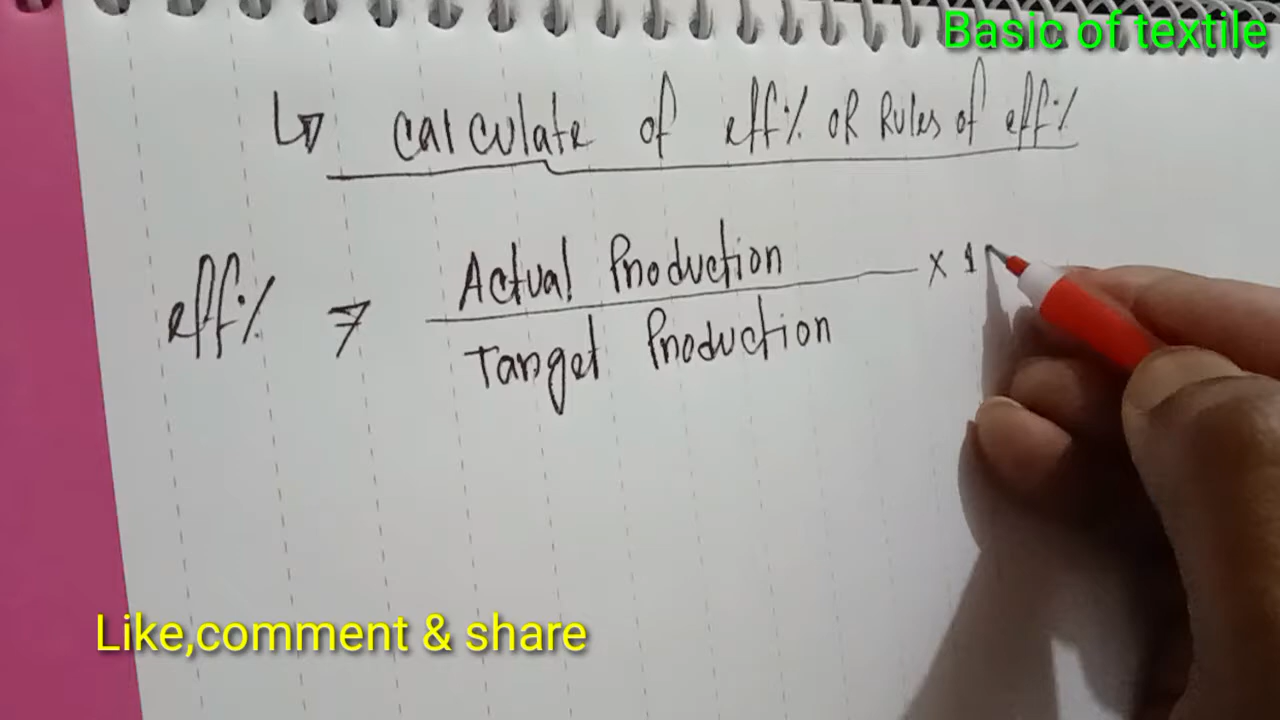 Basic of textile
calculate of eff% OR Rules of eff%
eff% = Actual Production × 1
Target Production
Like,comment & share